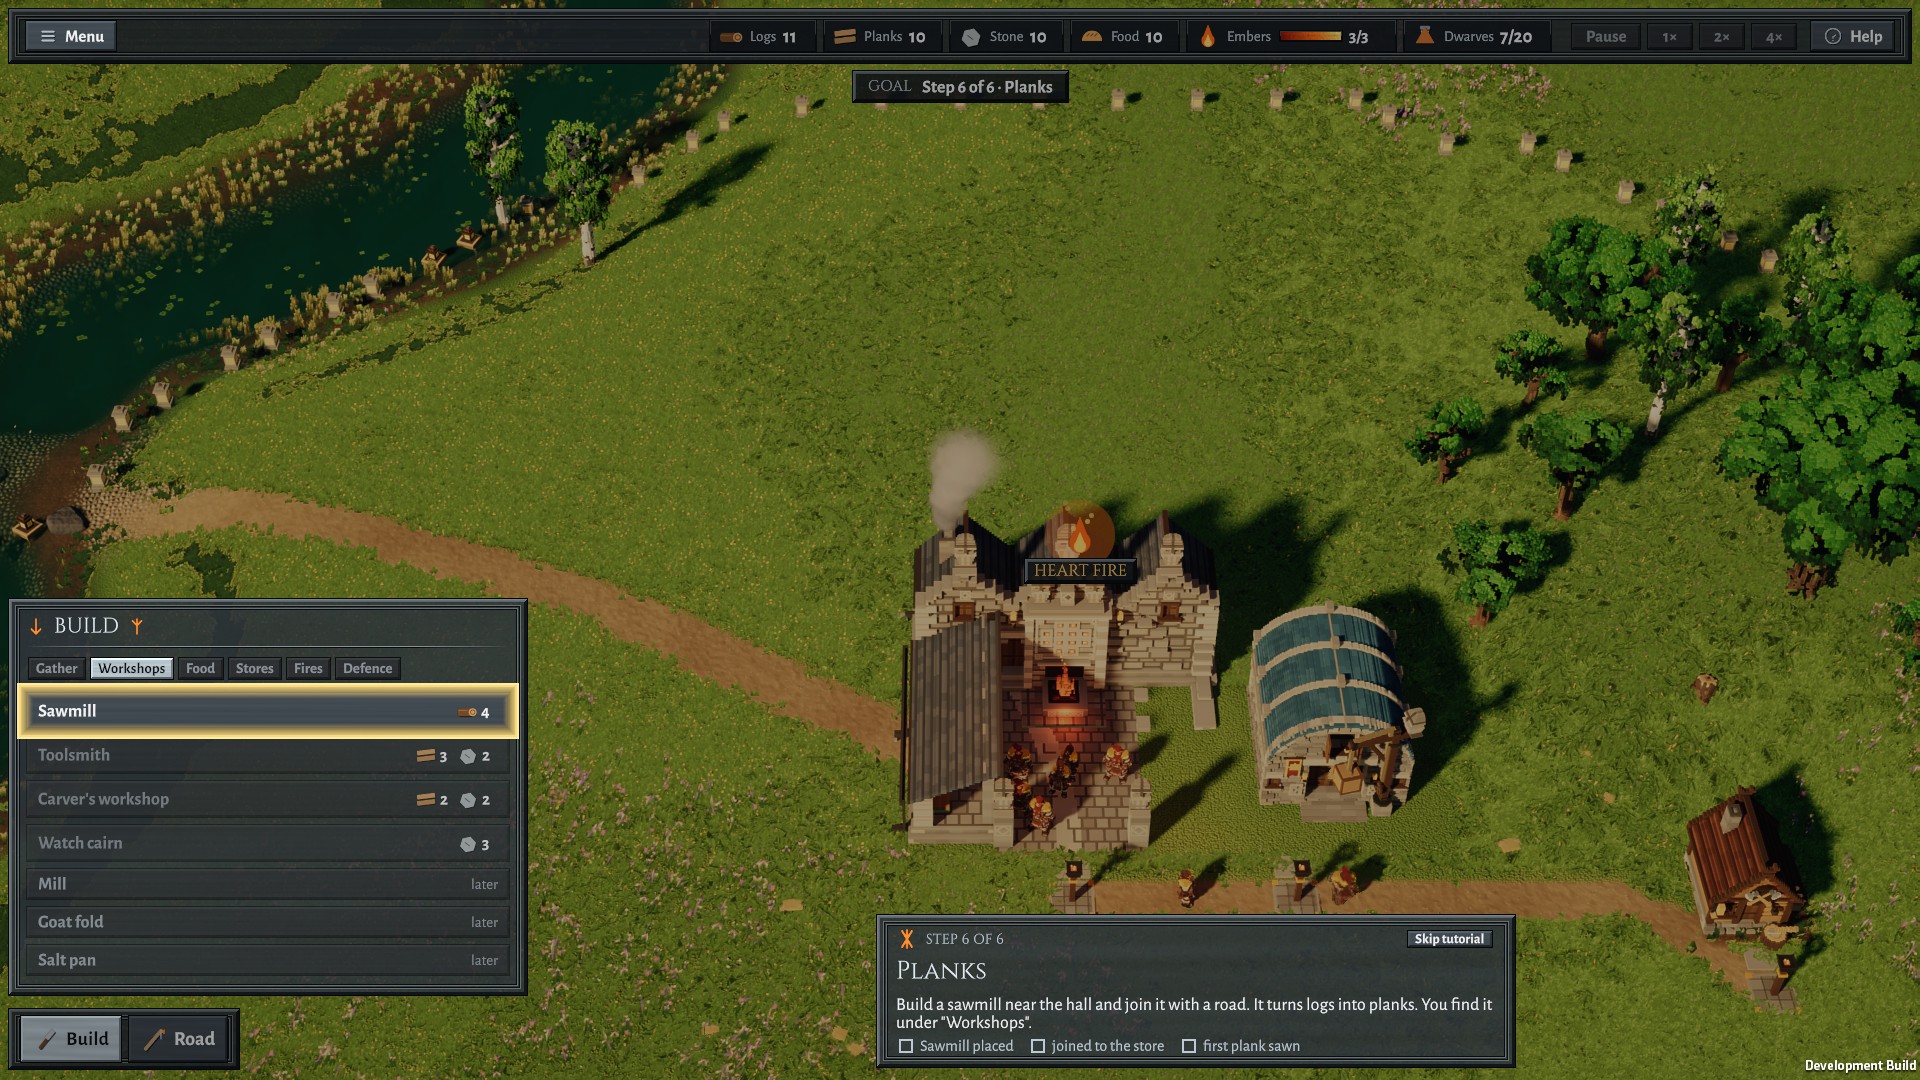 Menu
Logs 11
Planks 10
Stone 10
Food 10
Embers 3/3
Dwarves 7/20
Pause
1×
2×
4×
Help
GOAL Step 6 of 6 · Planks
HEART FIRE
BUILD
Gather
Workshops
Food
Stores
Fires
Defence
Sawmill 4
Toolsmith 3 2
Carver's workshop 2 2
Watch cairn 3
Mill later
Goat fold later
Salt pan later
Build
Road
STEP 6 OF 6
Skip tutorial
PLANKS
Build a sawmill near the hall and join it with a road. It turns logs into planks. You find it
under "Workshops".
Sawmill placed
joined to the store
first plank sawn
Development Build